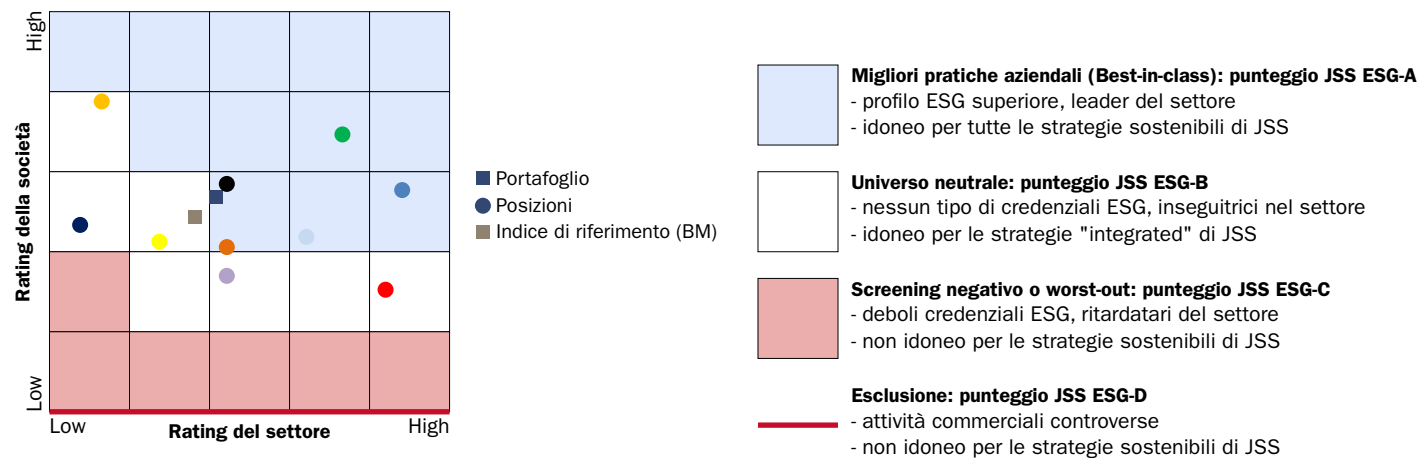 High
Rating della società
Low
Low
Rating del settore
High
Portafoglio
Posizioni
Indice di riferimento (BM)
Migliori pratiche aziendali (Best-in-class): punteggio JSS ESG-A
- profilo ESG superiore, leader del settore
- idoneo per tutte le strategie sostenibili di JSS
Universo neutrale: punteggio JSS ESG-B
- nessun tipo di credenziali ESG, inseguitrici nel settore
- idoneo per le strategie "integrated" di JSS
Screening negativo o worst-out: punteggio JSS ESG-C
- deboli credenziali ESG, ritardatari del settore
- non idoneo per le strategie sostenibili di JSS
Esclusione: punteggio JSS ESG-D
- attività commerciali controverse
- non idoneo per le strategie sostenibili di JSS